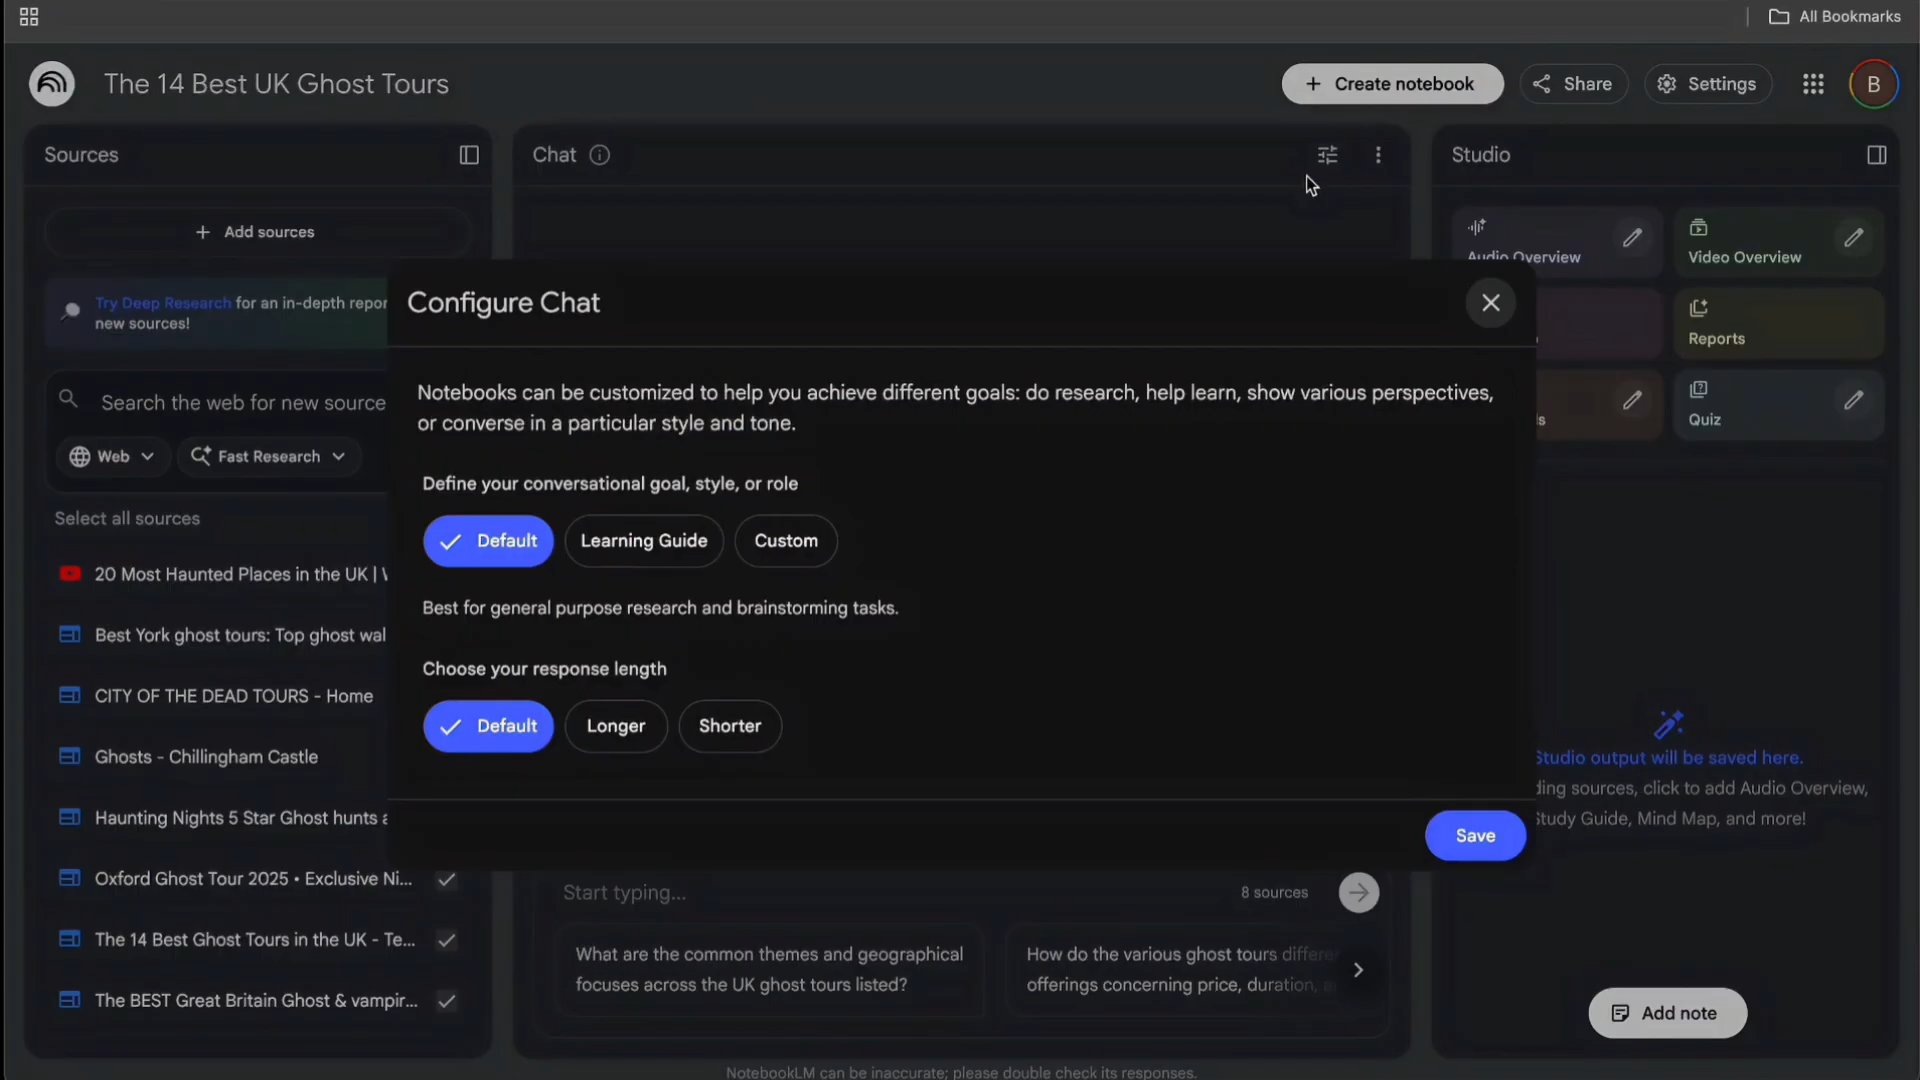 All Bookmarks
The 14 Best UK Ghost Tours
Create notebook
Share
Settings
B
Sources
Chat
Studio
Add sources
Audio Overview
Video Overview
Try Deep Research for an in-depth repor
new sources!
Configure Chat
Reports
Notebooks can be customized to help you achieve different goals: do research, help learn, show various perspectives,
or converse in a particular style and tone.
Search the web for new source
Quiz
Web
Fast Research
Define your conversational goal, style, or role
Default
Learning Guide
Custom
Select all sources
20 Most Haunted Places in the UK |
Best for general purpose research and brainstorming tasks.
Best York ghost tours: Top ghost wal
Choose your response length
CITY OF THE DEAD TOURS - Home
Default
Longer
Shorter
Ghosts - Chillingham Castle
Studio output will be saved here.
ding sources, click to add Audio Overview,
Study Guide, Mind Map, and more!
Haunting Nights 5 Star Ghost hunts a
Save
Oxford Ghost Tour 2025 • Exclusive Ni...
Start typing...
8 sources
The 14 Best Ghost Tours in the UK - Te...
What are the common themes and geographical
focuses across the UK ghost tours listed?
How do the various ghost tours differe
offerings concerning price, duration,
The BEST Great Britain Ghost & vampir...
Add note
NotebookLM can be inaccurate; please double check its responses.